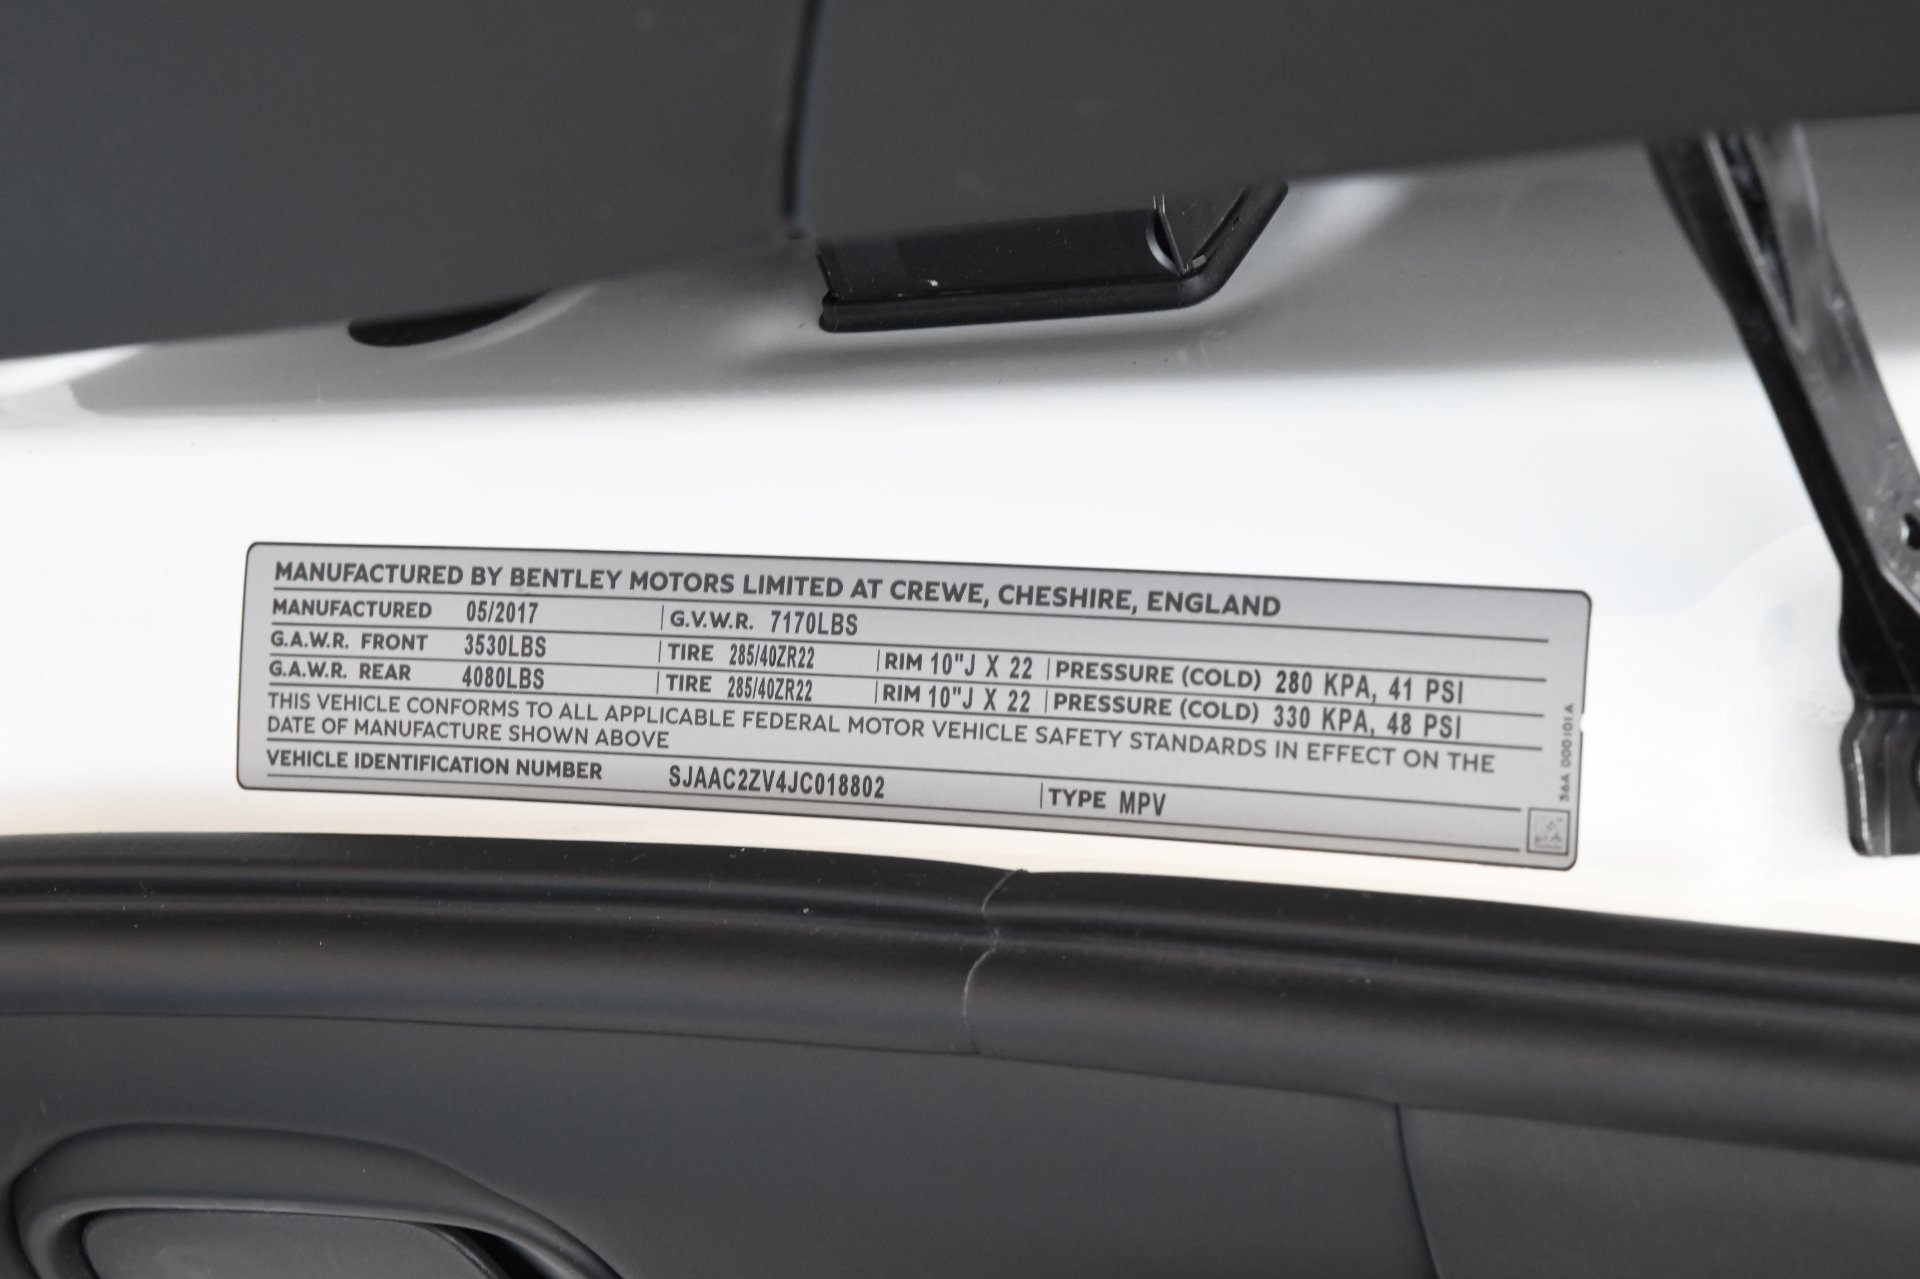 MANUFACTURED BY BENTLEY MOTORS LIMITED AT CREWE, CHESHIRE, ENGLAND
MANUFACTURED 05/2017 G.V.W.R. 7170LBS
G.A.W.R. FRONT 3530LBS TIRE 285/40ZR22 RIM 10"J X 22 PRESSURE (COLD) 280 KPA, 41 PSI
G.A.W.R. REAR 4080LBS TIRE 285/40ZR22 RIM 10"J X 22 PRESSURE (COLD) 330 KPA, 48 PSI
THIS VEHICLE CONFORMS TO ALL APPLICABLE FEDERAL MOTOR VEHICLE SAFETY STANDARDS IN EFFECT ON THE
DATE OF MANUFACTURE SHOWN ABOVE
VEHICLE IDENTIFICATION NUMBER SJAAC2ZV4JC018802 TYPE MPV
36A 000101A